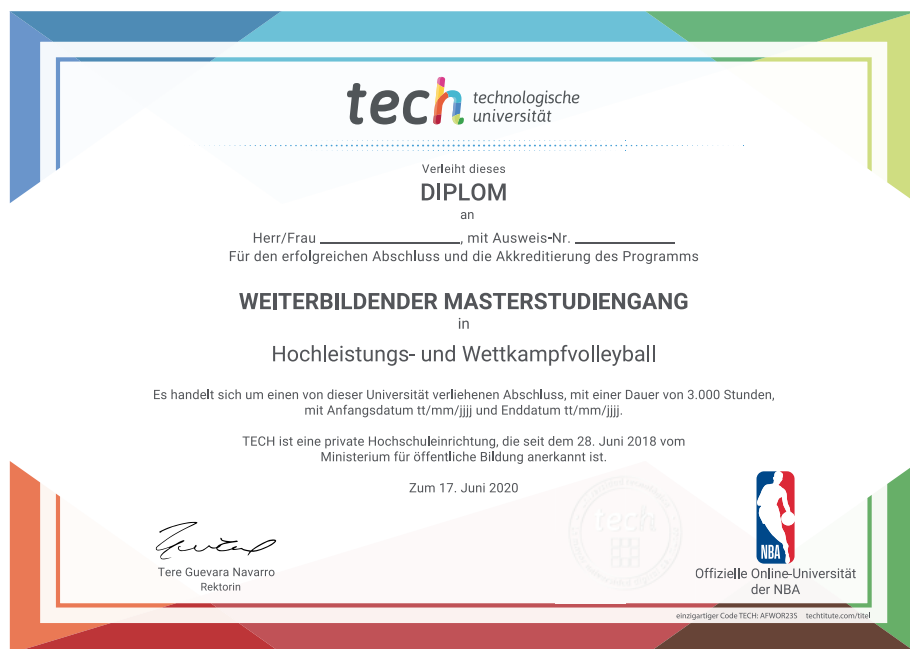 tech technologische
universität
Verleiht dieses
DIPLOM
an
Herr/Frau ____________, mit Ausweis-Nr. ____________
Für den erfolgreichen Abschluss und die Akkreditierung des Programms
WEITERBILDENDER MASTERSTUDIENGANG
in
Hochleistungs- und Wettkampfvolleyball
Es handelt sich um einen von dieser Universität verliehenen Abschluss, mit einer Dauer von 3.000 Stunden,
mit Anfangsdatum tt/mm/jjjj und Enddatum tt/mm/jjjj.
TECH ist eine private Hochschuleinrichtung, die seit dem 28. Juni 2018 vom
Ministerium für öffentliche Bildung anerkannt ist.
Zum 17. Juni 2020
tech
NBA
Tere Guevara Navarro
Rektorin
Offizielle Online-Universität
der NBA
einzigartiger Code TECH: AFWOR23S techtitute.com/titel